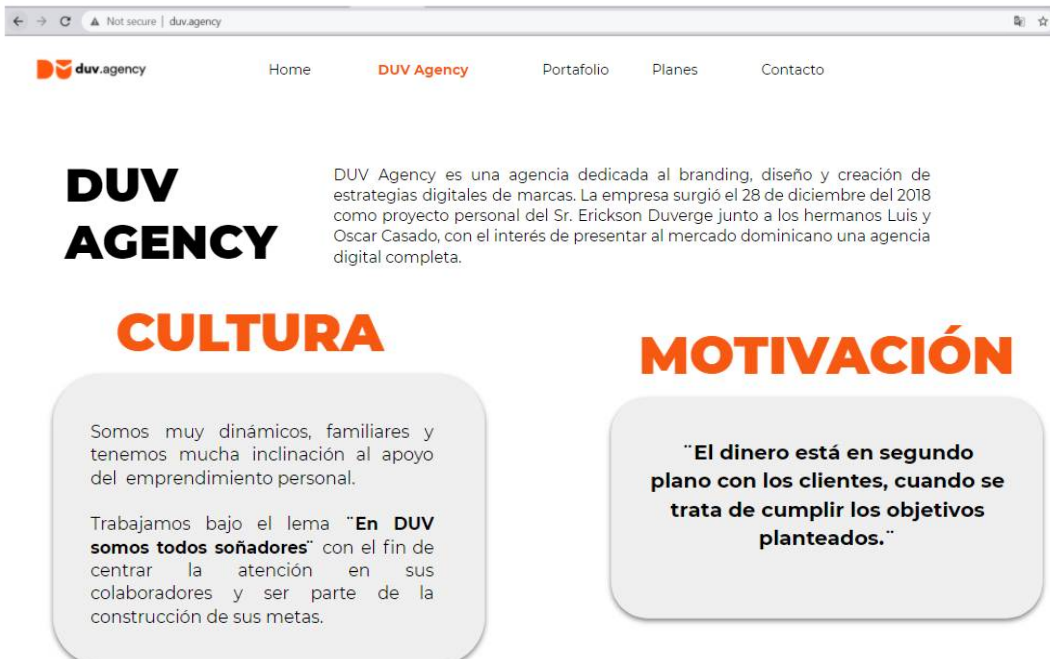 Not secure | duv.agency
duv.agency
Home DUV Agency Portafolio Planes Contacto
DUV
AGENCY
DUV Agency es una agencia dedicada al branding, diseño y creación de
estrategias digitales de marcas. La empresa surgió el 28 de diciembre del 2018
como proyecto personal del Sr. Erickson Duverge junto a los hermanos Luis y
Oscar Casado, con el interés de presentar al mercado dominicano una agencia
digital completa.
CULTURA
Somos muy dinámicos, familiares y
tenemos mucha inclinación al apoyo
del emprendimiento personal.
Trabajamos bajo el lema ¨En DUV
somos todos soñadores¨ con el fin de
centrar la atención en sus
colaboradores y ser parte de la
construcción de sus metas.
MOTIVACIÓN
¨El dinero está en segundo
plano con los clientes, cuando se
trata de cumplir los objetivos
planteados.¨